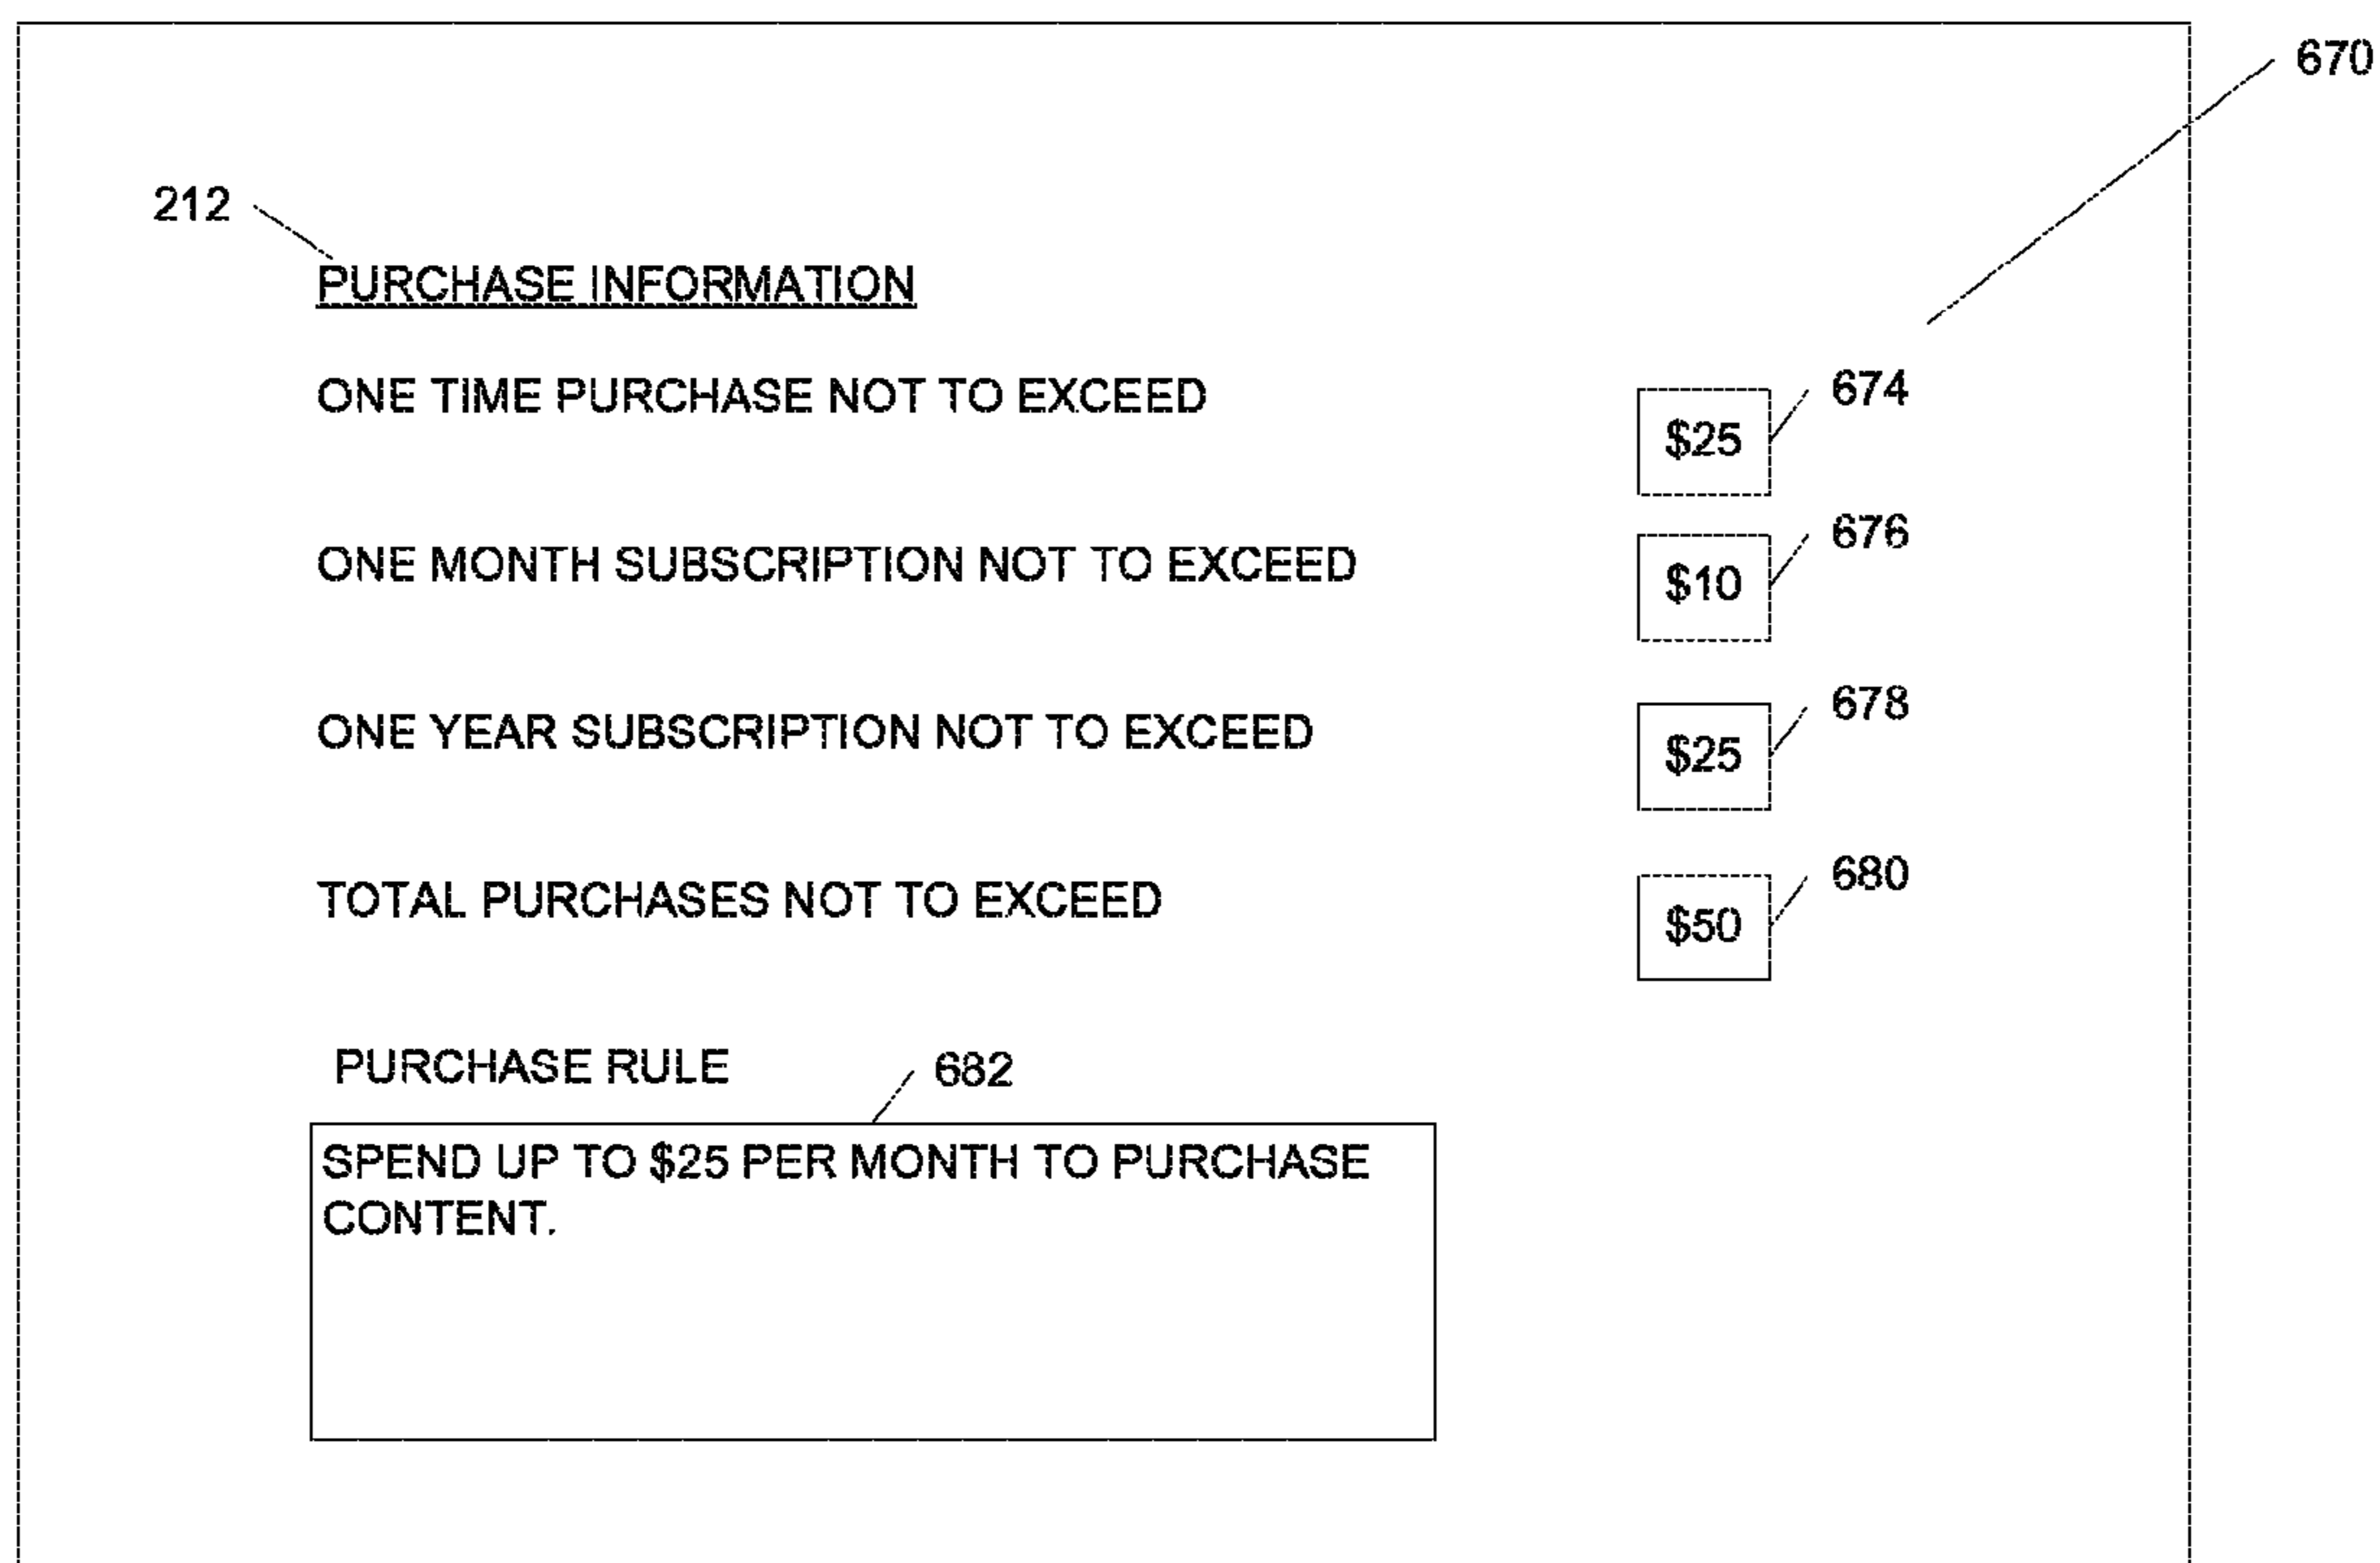 670
212
PURCHASE INFORMATION
ONE TIME PURCHASE NOT TO EXCEED
674
$25
ONE MONTH SUBSCRIPTION NOT TO EXCEED
676
$10
ONE YEAR SUBSCRIPTION NOT TO EXCEED
678
$25
TOTAL PURCHASES NOT TO EXCEED
680
$50
PURCHASE RULE
682
SPEND UP TO $25 PER MONTH TO PURCHASE
CONTENT.